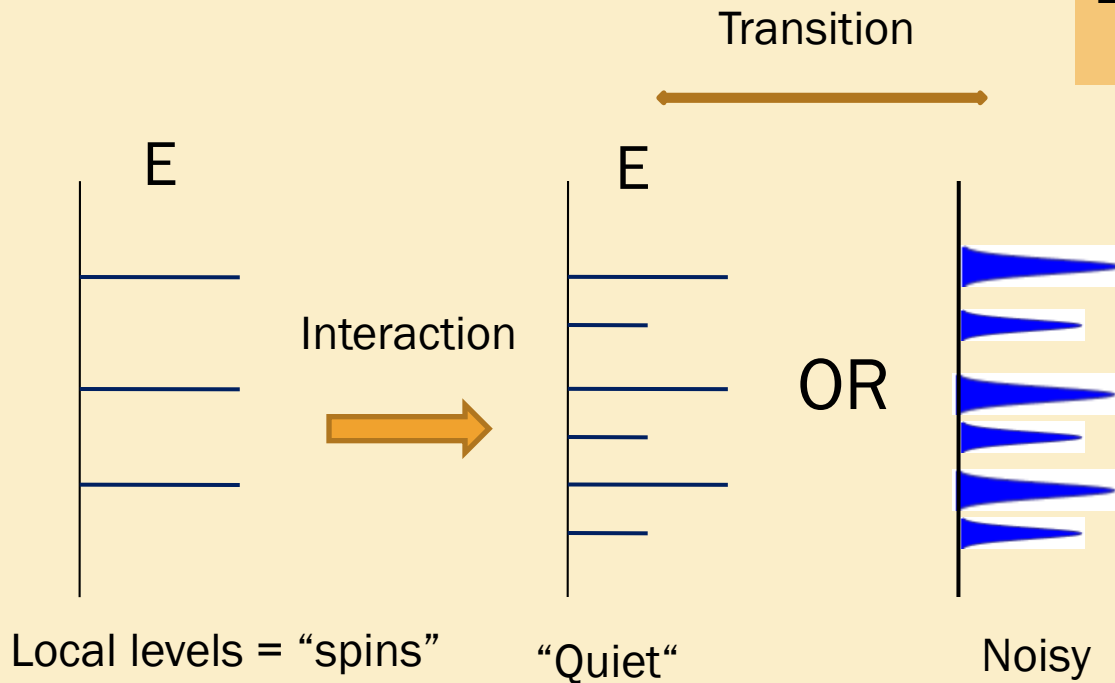 Transition
E
E
Interaction
OR
Local levels = “spins”
“Quiet“
Noisy